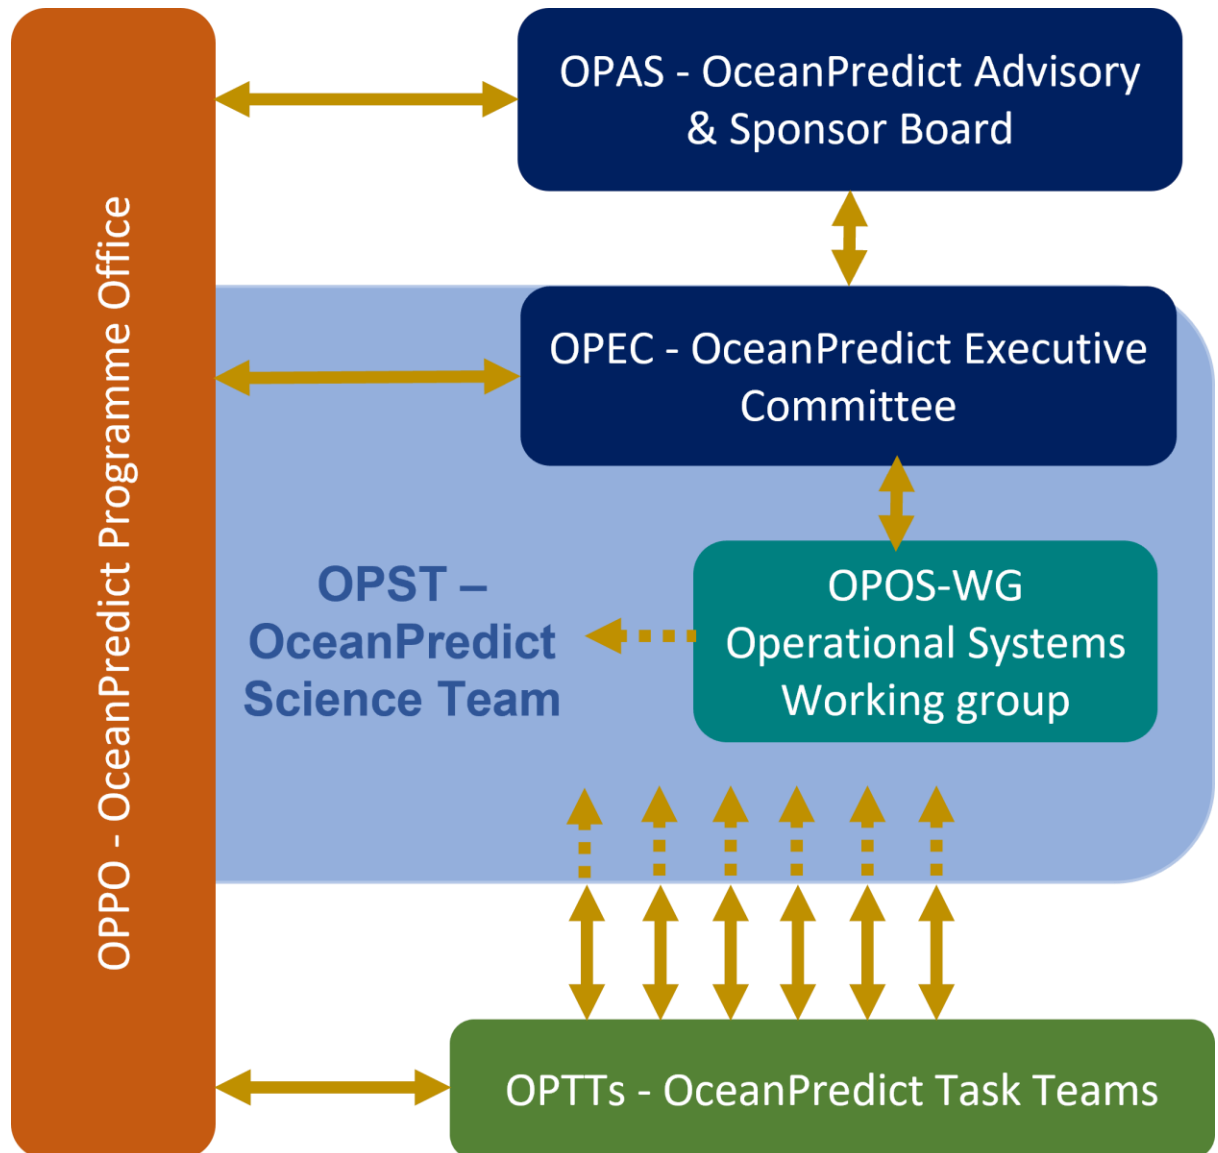 OPPO - OceanPredict Programme Office
OPAS - OceanPredict Advisory
& Sponsor Board
OPEC - OceanPredict Executive
Committee
OPST –
OceanPredict
Science Team
OPOS-WG
Operational Systems
Working group
OPTTs - OceanPredict Task Teams